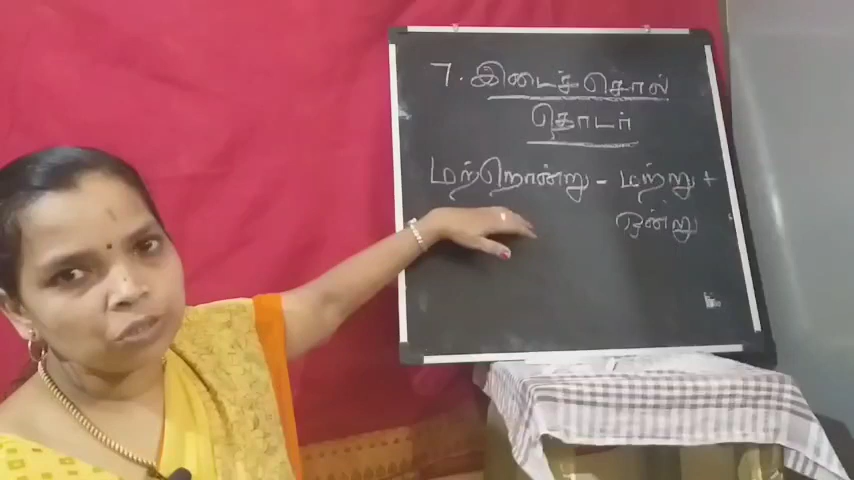 7. இடைச்சொல்
தொடர்
மற்றொன்று - மற்று +
ஒன்று